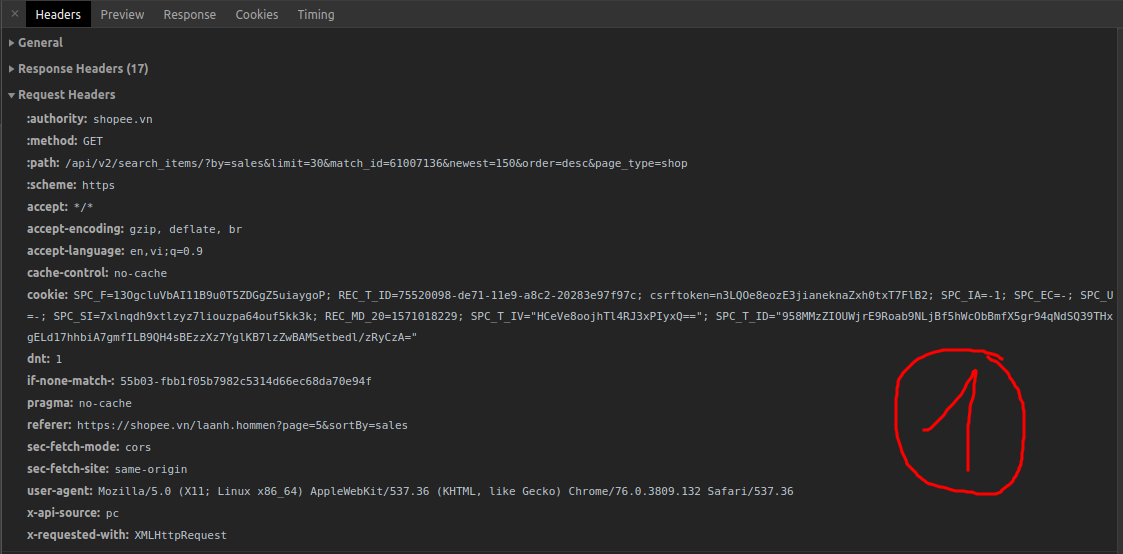 × Headers Preview Response Cookies Timing
▶ General
▶ Response Headers (17)
▼ Request Headers
:authority: shopee.vn
:method: GET
:path: /api/v2/search_items/?by=sales&limit=30&match_id=61007136&newest=150&order=desc&page_type=shop
:scheme: https
accept: */*
accept-encoding: gzip, deflate, br
accept-language: en,vi;q=0.9
cache-control: no-cache
cookie: SPC_F=13OgcluVbAI11B9u0T5ZDGgZ5uiaygoP; REC_T_ID=75520098-de71-11e9-a8c2-20283e97f97c; csrftoken=n3LQOe8eozE3jianeknaZxh0txT7FlB2; SPC_IA=-1; SPC_EC=-; SPC_U
=-; SPC_SI=7xlnqdh9xtlzyz7liouzpa64ouf5kk3k; REC_MD_20=1571018229; SPC_T_IV="HCeVe8oojhTl4RJ3xPIyxQ=="; SPC_T_ID="958MMzZIOUWjrE9Roab9NLjBf5hWcObBmfX5gr94qNdSQ39THx
gELd17hhbiA7gmfILB9QH4sBEzzXz7YglKB7lzZwBAMSetbedl/zRyCzA="
dnt: 1
if-none-match-: 55b03-fbb1f05b7982c5314d66ec68da70e94f
pragma: no-cache
referer: https://shopee.vn/laanh.hommen?page=5&sortBy=sales
sec-fetch-mode: cors
sec-fetch-site: same-origin
user-agent: Mozilla/5.0 (X11; Linux x86_64) AppleWebKit/537.36 (KHTML, like Gecko) Chrome/76.0.3809.132 Safari/537.36
x-api-source: pc
x-requested-with: XMLHttpRequest
1